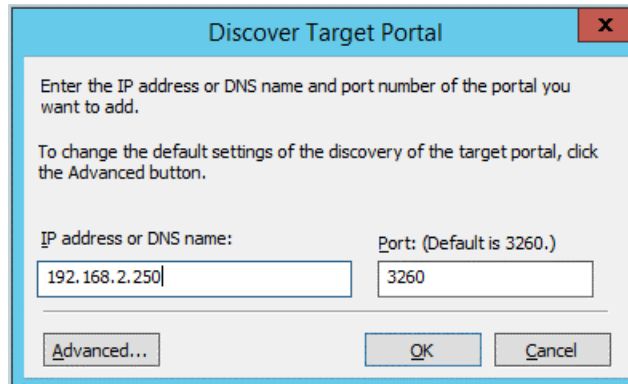 Discover Target Portal
x
Enter the IP address or DNS name and port number of the portal you
want to add.
To change the default settings of the discovery of the target portal, click
the Advanced button.
IP address or DNS name:
Port: (Default is 3260.)
192.168.2.250
3260
Advanced...
OK
Cancel